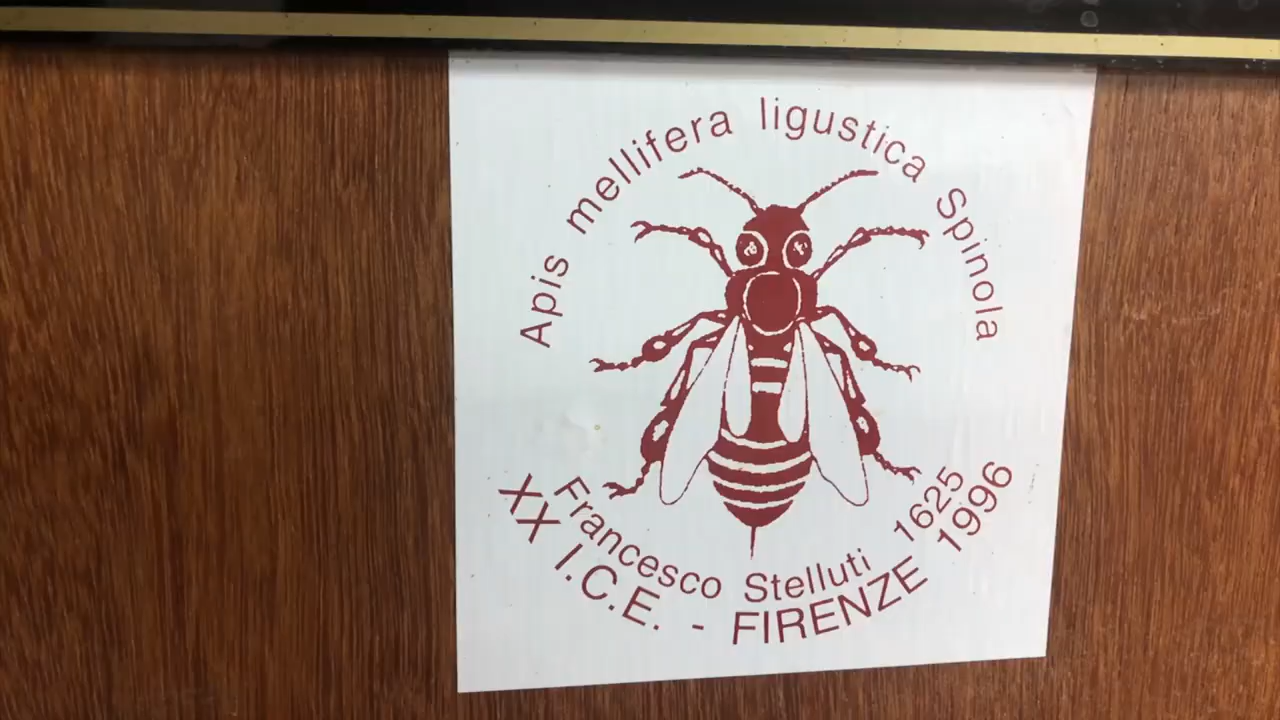 Apis mellifera ligustica Spinola
Francesco Stelluti 1625
XX I.C.E. - FIRENZE 1996